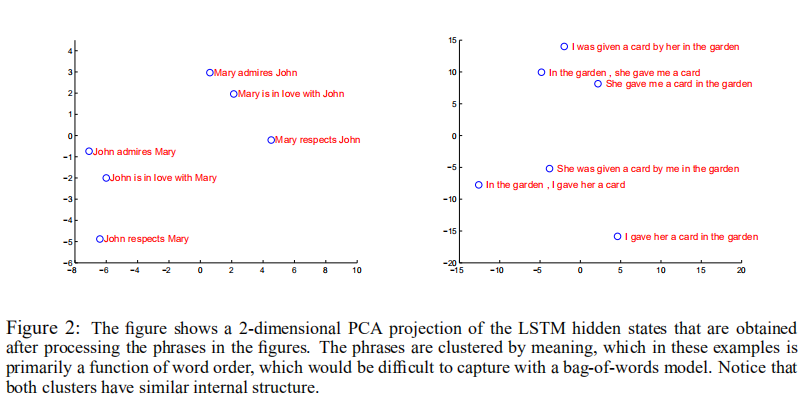 4
3
2
1
0
−1
−2
−3
−4
−5
−6
−8 −6 −4 −2 0 2 4 6 8 10
Mary admires John
Mary is in love with John
Mary respects John
John admires Mary
John is in love with Mary
John respects Mary
15
10
5
0
−5
−10
−15
−20
−15 −10 −5 0 5 10 15 20
I was given a card by her in the garden
In the garden , she gave me a card
She gave me a card in the garden
She was given a card by me in the garden
In the garden , I gave her a card
I gave her a card in the garden
Figure 2: The figure shows a 2-dimensional PCA projection of the LSTM hidden states that are obtained
after processing the phrases in the figures. The phrases are clustered by meaning, which in these examples is
primarily a function of word order, which would be difficult to capture with a bag-of-words model. Notice that
both clusters have similar internal structure.